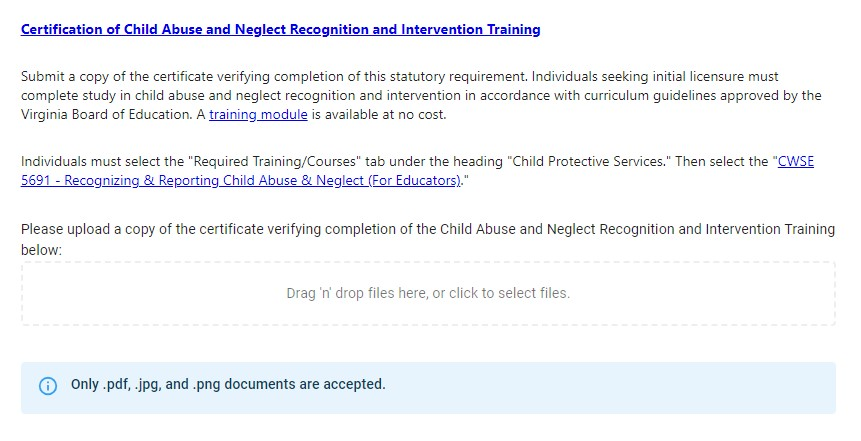 Certification of Child Abuse and Neglect Recognition and Intervention Training
Submit a copy of the certificate verifying completion of this statutory requirement. Individuals seeking initial licensure must
complete study in child abuse and neglect recognition and intervention in accordance with curriculum guidelines approved by the
Virginia Board of Education. A training module is available at no cost.
Individuals must select the "Required Training/Courses" tab under the heading "Child Protective Services." Then select the "CWSE
5691 - Recognizing & Reporting Child Abuse & Neglect (For Educators)."
Please upload a copy of the certificate verifying completion of the Child Abuse and Neglect Recognition and Intervention Training
below:
Drag 'n' drop files here, or click to select files.
Only .pdf, .jpg, and .png documents are accepted.